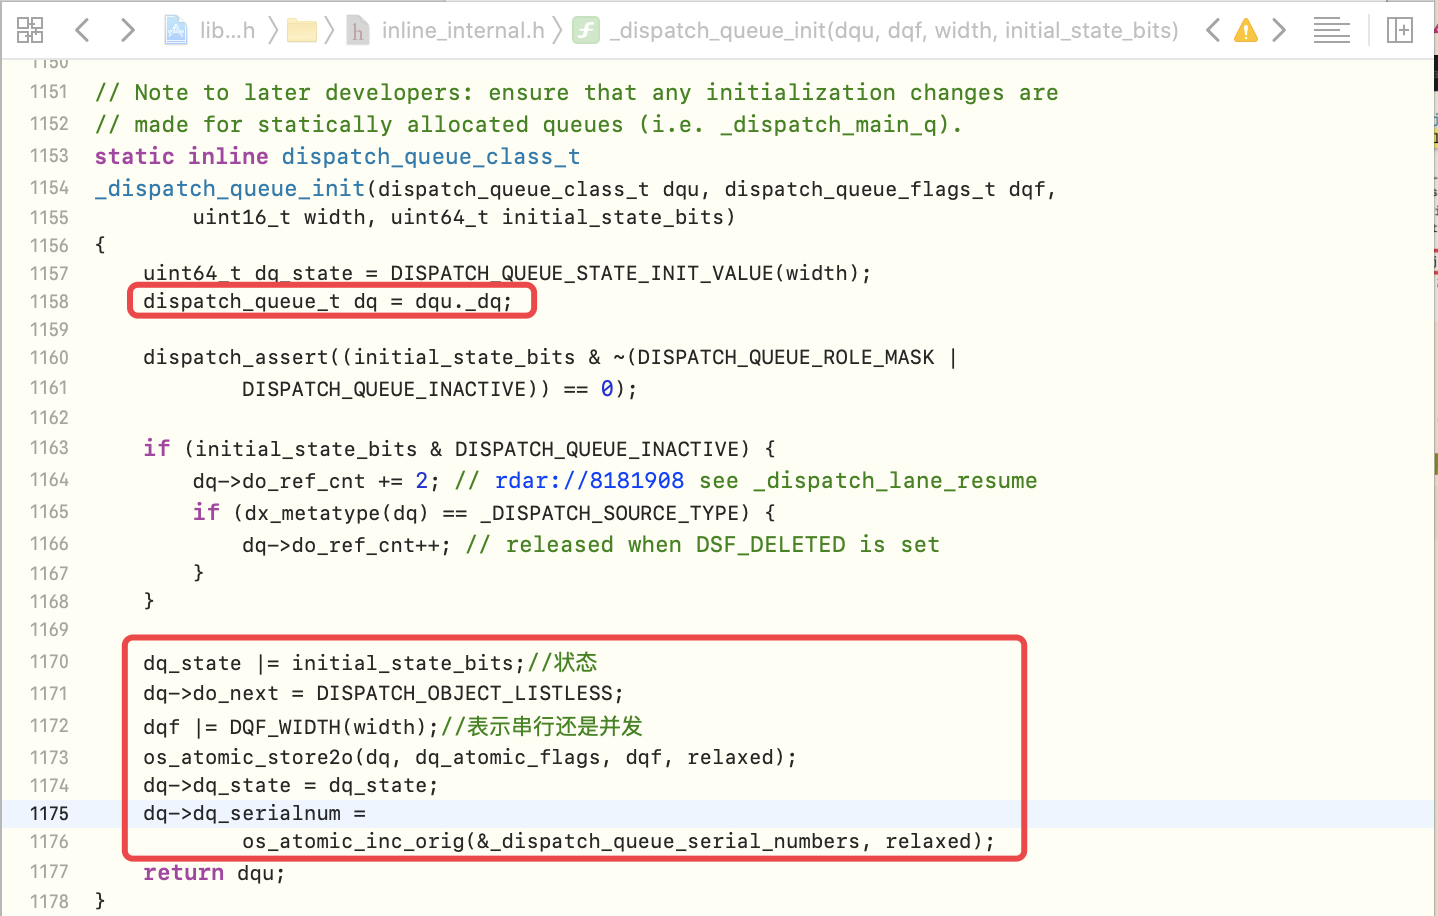 lib...h inline_internal.h _dispatch_queue_init(dqu, dqf, width, initial_state_bits)
1150
1151 // Note to later developers: ensure that any initialization changes are
1152 // made for statically allocated queues (i.e. _dispatch_main_q).
1153 static inline dispatch_queue_class_t
1154 _dispatch_queue_init(dispatch_queue_class_t dqu, dispatch_queue_flags_t dqf,
1155 uint16_t width, uint64_t initial_state_bits)
1156 {
1157 uint64_t dq_state = DISPATCH_QUEUE_STATE_INIT_VALUE(width);
1158 dispatch_queue_t dq = dqu._dq;
1159
1160 dispatch_assert((initial_state_bits & ~(DISPATCH_QUEUE_ROLE_MASK |
1161 DISPATCH_QUEUE_INACTIVE)) == 0);
1162
1163 if (initial_state_bits & DISPATCH_QUEUE_INACTIVE) {
1164 dq->do_ref_cnt += 2; // rdar://8181908 see _dispatch_lane_resume
1165 if (dx_metatype(dq) == _DISPATCH_SOURCE_TYPE) {
1166 dq->do_ref_cnt++; // released when DSF_DELETED is set
1167 }
1168 }
1169
1170 dq_state |= initial_state_bits;//状态
1171 dq->do_next = DISPATCH_OBJECT_LISTLESS;
1172 dqf |= DQF_WIDTH(width);//表示串行还是并发
1173 os_atomic_store2o(dq, dq_atomic_flags, dqf, relaxed);
1174 dq->dq_state = dq_state;
1175 dq->dq_serialnum =
1176 os_atomic_inc_orig(&_dispatch_queue_serial_numbers, relaxed);
1177 return dqu;
1178 }